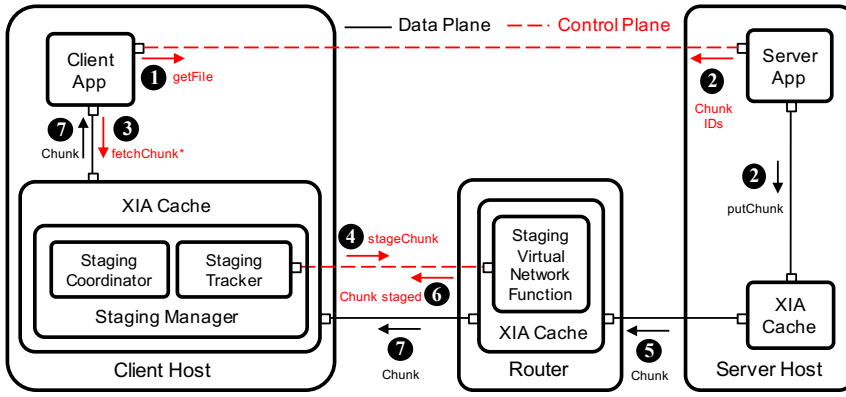 Data Plane
Control Plane
Client
App
1
getFile
2
Chunk
IDs
Server
App
7
Chunk
3
fetchChunk*
2
putChunk
XIA Cache
Staging
Coordinator
Staging
Tracker
Staging Manager
Client Host
4
stageChunk
Chunk staged
6
7
Chunk
Staging
Virtual
Network
Function
XIA Cache
Router
5
Chunk
XIA
Cache
Server Host